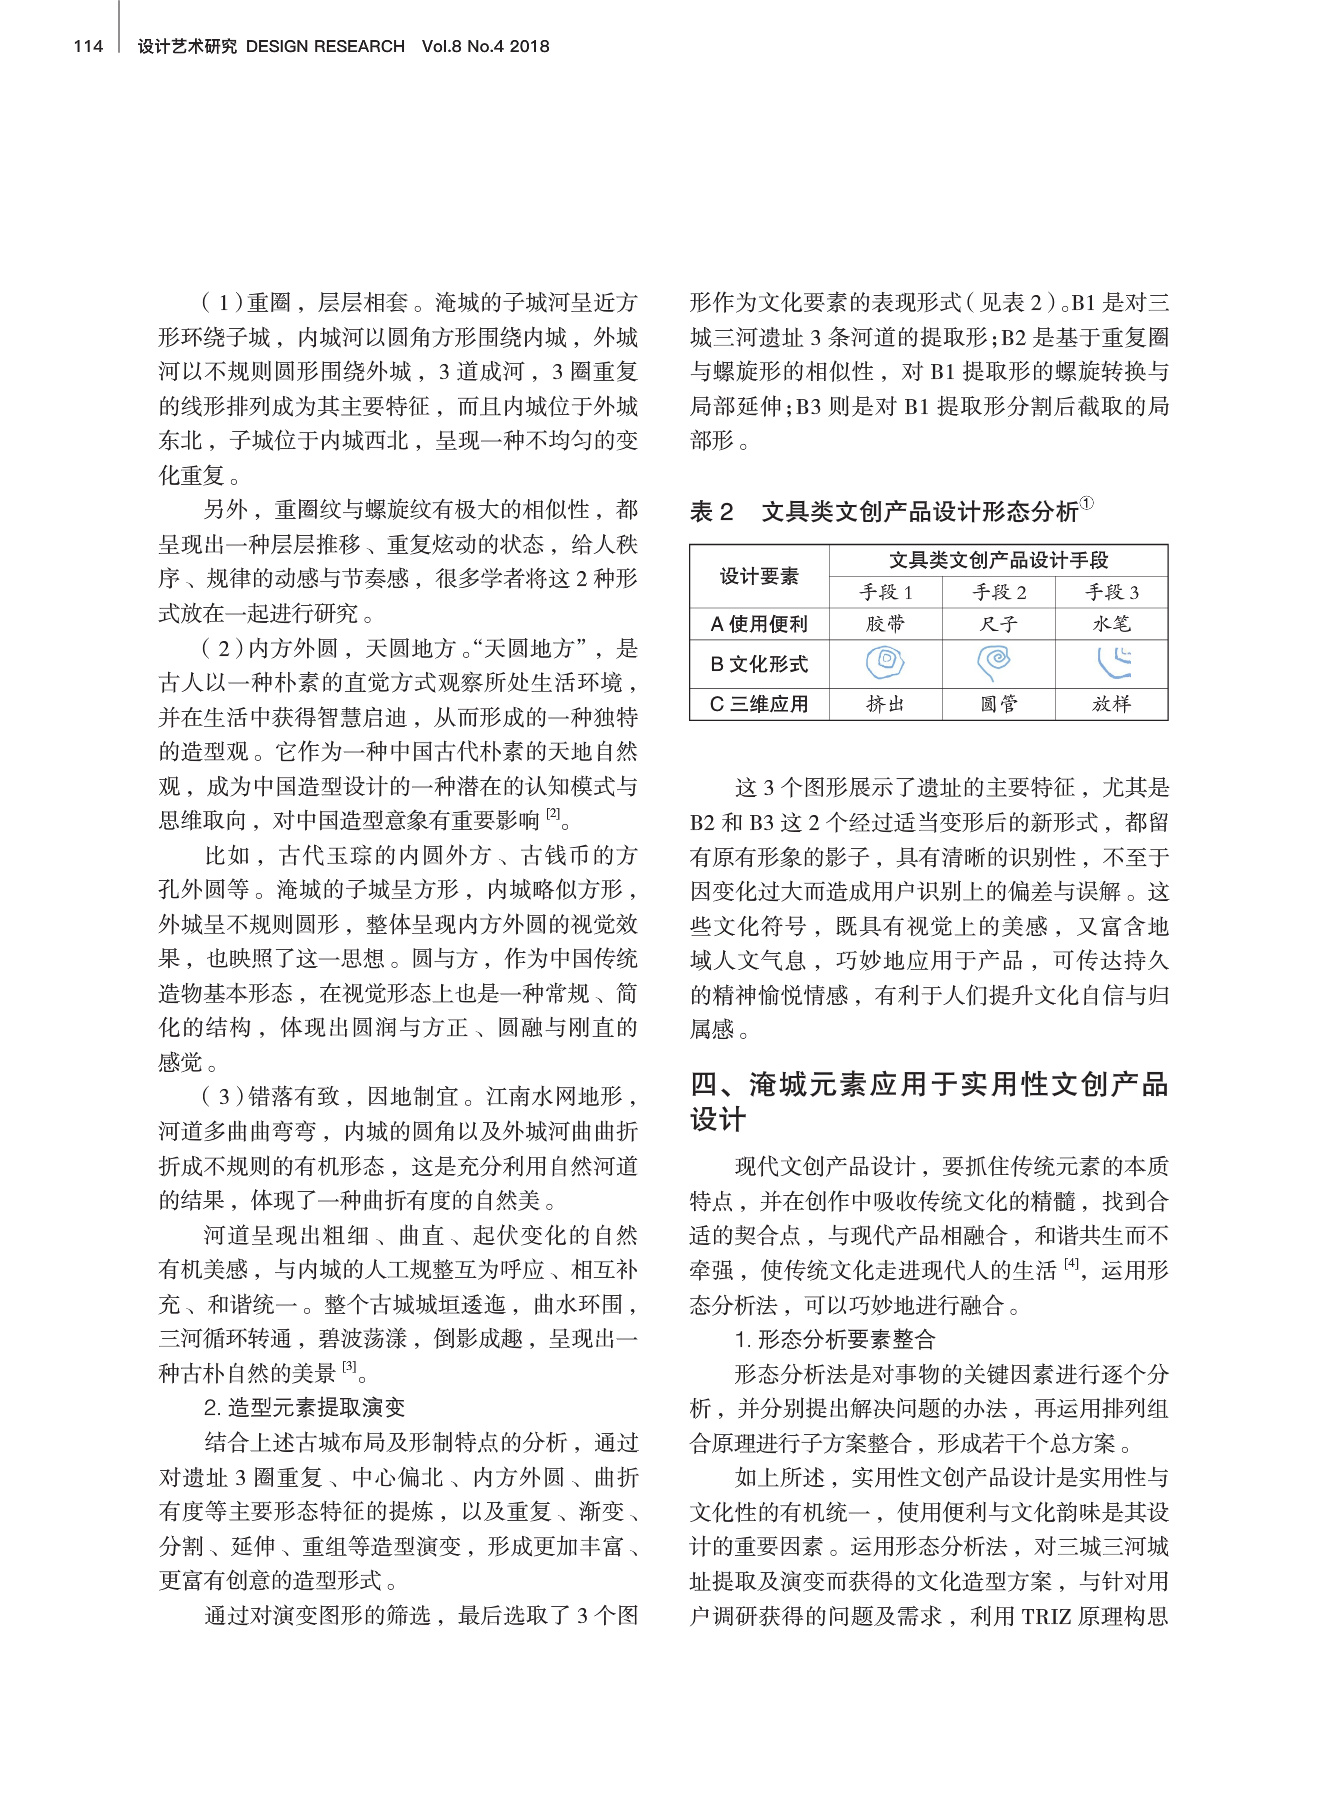 114 设计艺术研究 DESIGN RESEARCH Vol.8 No.4 2018
（1）重圈，层层相套。淹城的子城河呈近方
形环绕子城，内城河以圆角方形围绕内城，外城
河以不规则圆形围绕外城，3 道成河，3 圈重复
的线形排列成为其主要特征，而且内城位于外城
东北，子城位于内城西北，呈现一种不均匀的变
化重复。
另外，重圈纹与螺旋纹有极大的相似性，都
呈现出一种层层推移、重复炫动的状态，给人秩
序、规律的动感与节奏感，很多学者将这 2 种形
式放在一起进行研究。
（2）内方外圆，天圆地方。“天圆地方”，是
古人以一种朴素的直觉方式观察所处生活环境，
并在生活中获得智慧启迪，从而形成的一种独特
的造型观。它作为一种中国古代朴素的天地自然
观，成为中国造型设计的一种潜在的认知模式与
思维取向，对中国造型意象有重要影响 [2]。
比如，古代玉琮的内圆外方、古钱币的方
孔外圆等。淹城的子城呈方形，内城略似方形，
外城呈不规则圆形，整体呈现内方外圆的视觉效
果，也映照了这一思想。圆与方，作为中国传统
造物基本形态，在视觉形态上也是一种常规、简
化的结构，体现出圆润与方正、圆融与刚直的
感觉。
（3）错落有致，因地制宜。江南水网地形，
河道多曲曲弯弯，内城的圆角以及外城河曲曲折
折成不规则的有机形态，这是充分利用自然河道
的结果，体现了一种曲折有度的自然美。
河道呈现出粗细、曲直、起伏变化的自然
有机美感，与内城的人工规整互为呼应、相互补
充、和谐统一。整个古城城垣逶迤，曲水环围，
三河循环转通，碧波荡漾，倒影成趣，呈现出一
种古朴自然的美景 [3]。
2. 造型元素提取演变
结合上述古城布局及形制特点的分析，通过
对遗址 3 圈重复、中心偏北、内方外圆、曲折
有度等主要形态特征的提炼，以及重复、渐变、
分割、延伸、重组等造型演变，形成更加丰富、
更富有创意的造型形式。
通过对演变图形的筛选，最后选取了 3 个图
形作为文化要素的表现形式（见表 2）。B1 是对三
城三河遗址 3 条河道的提取形；B2 是基于重复圈
与螺旋形的相似性，对 B1 提取形的螺旋转换与
局部延伸；B3 则是对 B1 提取形分割后截取的局
部形。
表 2 文具类文创产品设计形态分析①
设计要素 文具类文创产品设计手段
手段 1 手段 2 手段 3
A 使用便利 胶带 尺子 水笔
B 文化形式
C 三维应用 挤出 圆管 放样
这 3 个图形展示了遗址的主要特征，尤其是
B2 和 B3 这 2 个经过适当变形后的新形式，都留
有原有形象的影子，具有清晰的识别性，不至于
因变化过大而造成用户识别上的偏差与误解。这
些文化符号，既具有视觉上的美感，又富含地
域人文气息，巧妙地应用于产品，可传达持久
的精神愉悦情感，有利于人们提升文化自信与归
属感。
四、淹城元素应用于实用性文创产品
设计
现代文创产品设计，要抓住传统元素的本质
特点，并在创作中吸收传统文化的精髓，找到合
适的契合点，与现代产品相融合，和谐共生而不
牵强，使传统文化走进现代人的生活 [4]，运用形
态分析法，可以巧妙地进行融合。
1. 形态分析要素整合
形态分析法是对事物的关键因素进行逐个分
析，并分别提出解决问题的办法，再运用排列组
合原理进行子方案整合，形成若干个总方案。
如上所述，实用性文创产品设计是实用性与
文化性的有机统一，使用便利与文化韵味是其设
计的重要因素。运用形态分析法，对三城三河城
址提取及演变而获得的文化造型方案，与针对用
户调研获得的问题及需求，利用 TRIZ 原理构思